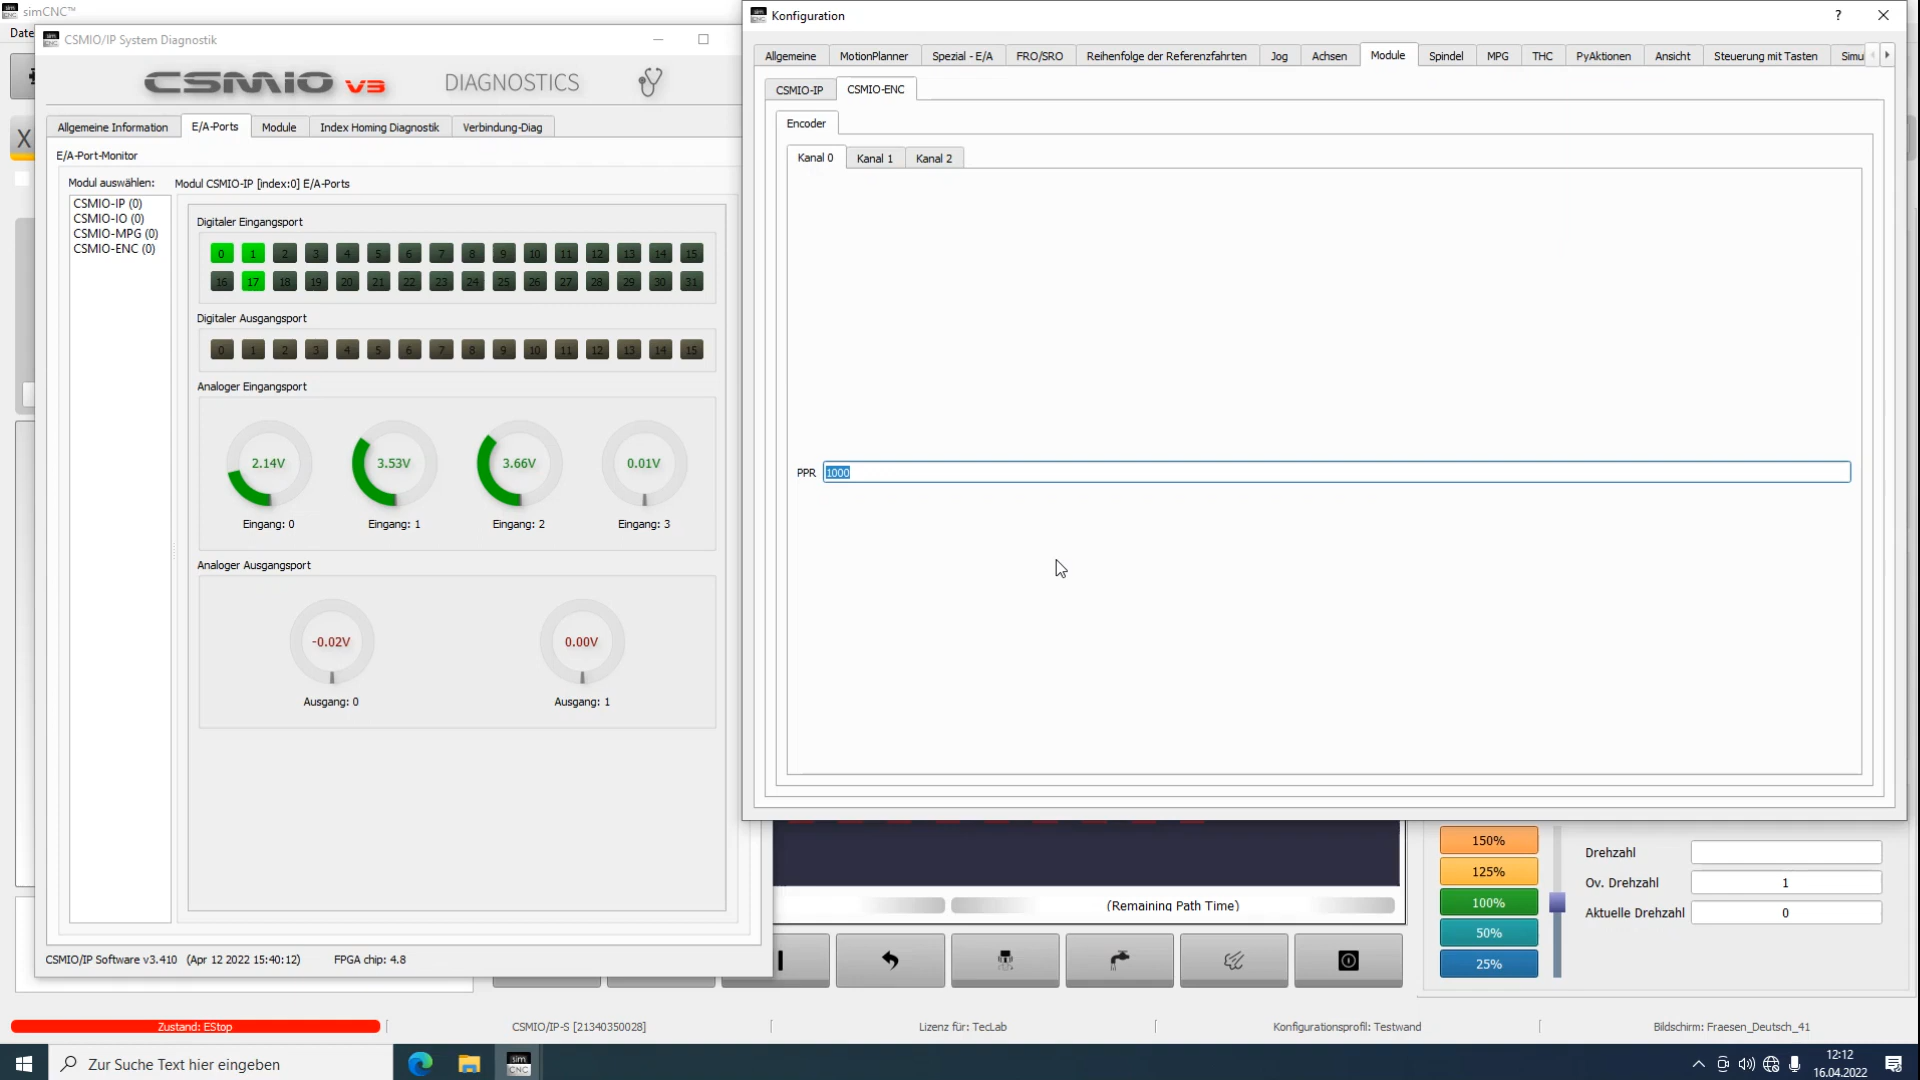 simCNC™
Date
CSMIO/IP System Diagnostik
CSMIO V3 DIAGNOSTICS
Allgemeine Information E/A-Ports Module Index Homing Diagnostik Verbindung-Diag
E/A-Port-Monitor
Modul auswählen: Modul CSMIO-IP [index:0] E/A-Ports
CSMIO-IP (0)
CSMIO-IO (0)
CSMIO-MPG (0)
CSMIO-ENC (0)
Digitaler Eingangsport
0 1 2 3 4 5 6 7 8 9 10 11 12 13 14 15
16 17 18 19 20 21 22 23 24 25 26 27 28 29 30 31
Digitaler Ausgangsport
0 1 2 3 4 5 6 7 8 9 10 11 12 13 14 15
Analoger Eingangsport
2.14V 3.53V 3.66V 0.01V
Eingang: 0 Eingang: 1 Eingang: 2 Eingang: 3
Analoger Ausgangsport
-0.02V 0.00V
Ausgang: 0 Ausgang: 1
CSMIO/IP Software v3.410 (Apr 12 2022 15:40:12) FPGA chip: 4.8
X
Konfiguration
?
Allgemeine MotionPlanner Spezial - E/A FRO/SRO Reihenfolge der Referenzfahrten Jog Achsen Module Spindel MPG THC PyAktionen Ansicht Steuerung mit Tasten Simu
CSMIO-IP CSMIO-ENC
Encoder
Kanal 0 Kanal 1 Kanal 2
PPR 1000
(Remaining Path Time)
150%
125%
100%
50%
25%
Drehzahl
Ov. Drehzahl 1
Aktuelle Drehzahl 0
Zustand: EStop CSMIO/IP-S [21340350028] Lizenz für: TecLab Konfigurationsprofil: Testwand Bildschirm: Fraesen_Deutsch_41
Zur Suche Text hier eingeben
sim CNC
12:12
16.04.2022